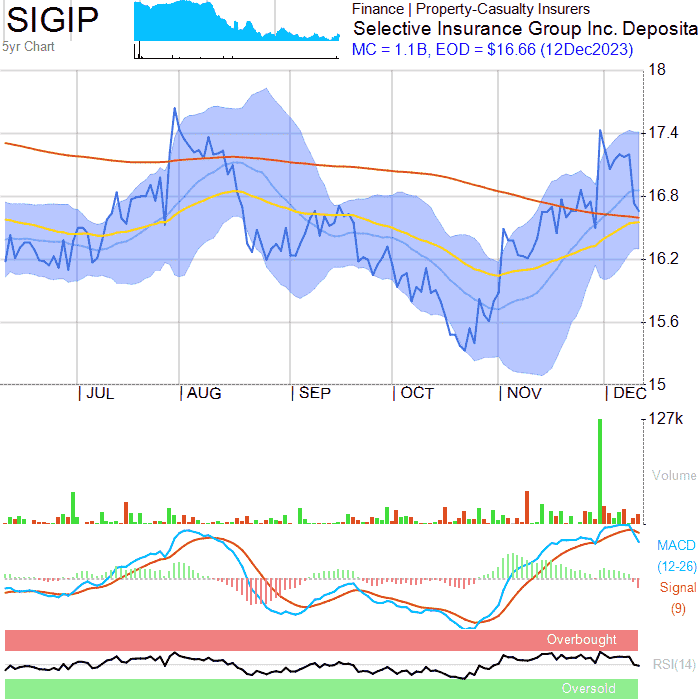 SIGIP
5yr Chart
Finance | Property-Casualty Insurers
Selective Insurance Group Inc. Deposita
MC = 1.1B, EOD = $16.66 (12Dec2023)
18
17.4
16.8
16.2
15.6
15
| JUL | AUG | SEP | OCT | NOV | DEC
127k
Volume
MACD
(12-26)
Signal
(9)
Overbought
RSI(14)
Oversold